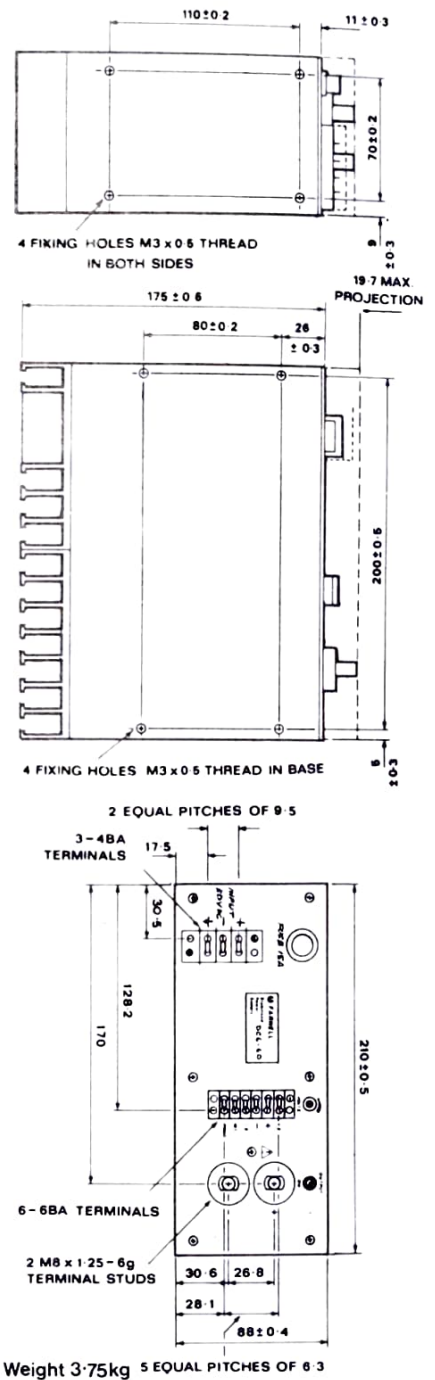 110±0.2
11±0.3
70±0.2
9
±0.3
4 FIXING HOLES M3 x 0.5 THREAD
IN BOTH SIDES
19.7 MAX.
PROJECTION
175±0.6
80±0.2
26
±0.3
200±0.5
5
±0.3
4 FIXING HOLES M3 x 0.5 THREAD IN BASE
2 EQUAL PITCHES OF 9.5
3-4BA
TERMINALS
17.5
30.5
128.2
170
INPUT
+ - +
FARNELL
210±0.5
6-6BA TERMINALS
2 M8 x 1.25-6g
TERMINAL STUDS
30.6
26.8
28.1
88±0.4
Weight 3.75kg
5 EQUAL PITCHES OF 6.3